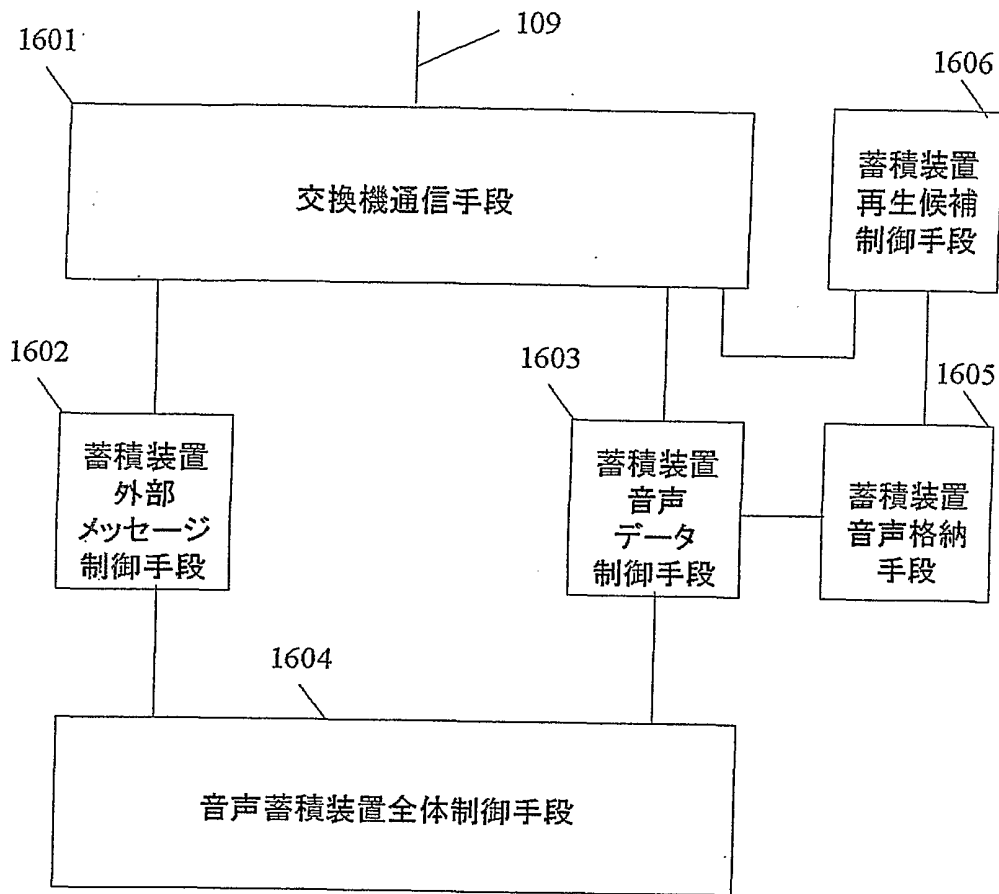 109
1601
1606
交換機通信手段
蓄積装置
再生候補
制御手段
1602
1603
1605
蓄積装置
外部
メッセージ
制御手段
蓄積装置
音声
データ
制御手段
蓄積装置
音声格納
手段
1604
音声蓄積装置全体制御手段